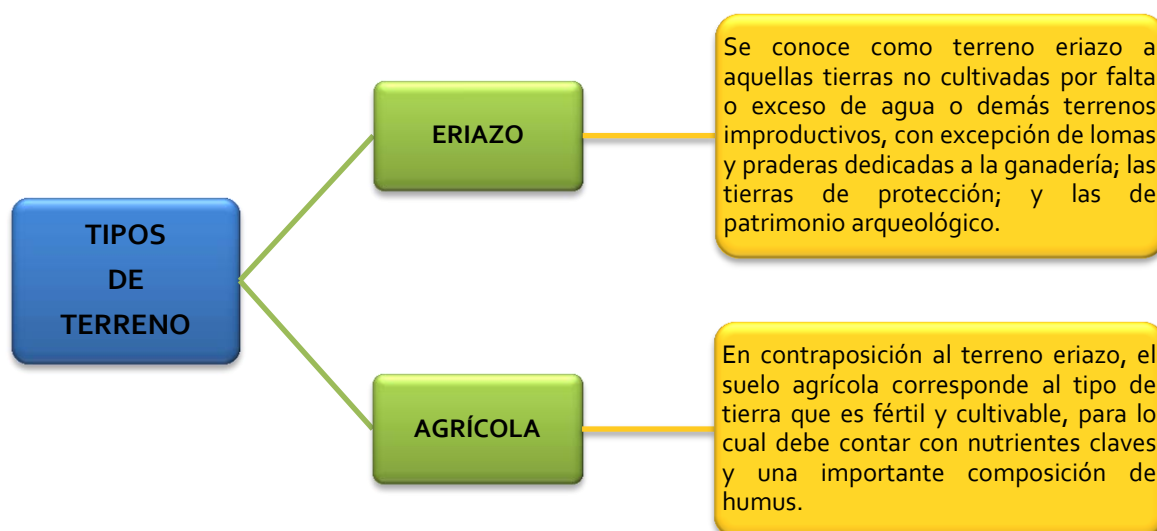 TIPOS
DE
TERRENO
ERIAZO
Se conoce como terreno eriazo a
aquellas tierras no cultivadas por falta
o exceso de agua o demás terrenos
improductivos, con excepción de lomas
y praderas dedicadas a la ganadería; las
tierras de protección; y las de
patrimonio arqueológico.
AGRÍCOLA
En contraposición al terreno eriazo, el
suelo agrícola corresponde al tipo de
tierra que es fértil y cultivable, para lo
cual debe contar con nutrientes claves
y una importante composición de
humus.